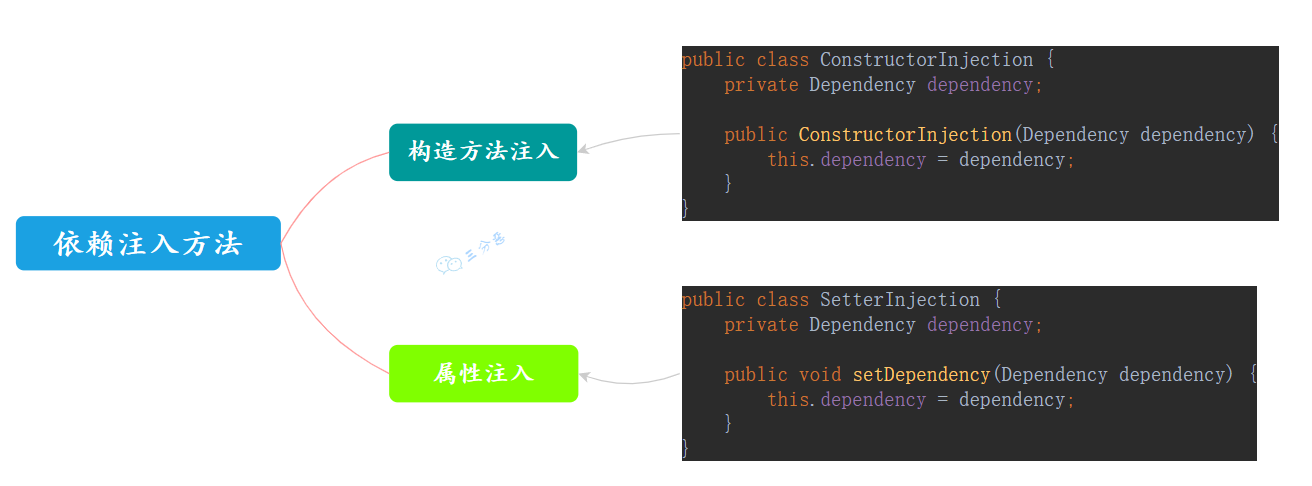 依赖注入方法
构造方法注入
public class ConstructorInjection {
    private Dependency dependency;
    public ConstructorInjection(Dependency dependency) {
        this.dependency = dependency;
    }
}
三分恶
属性注入
public class SetterInjection {
    private Dependency dependency;
    public void setDependency(Dependency dependency) {
        this.dependency = dependency;
    }
}